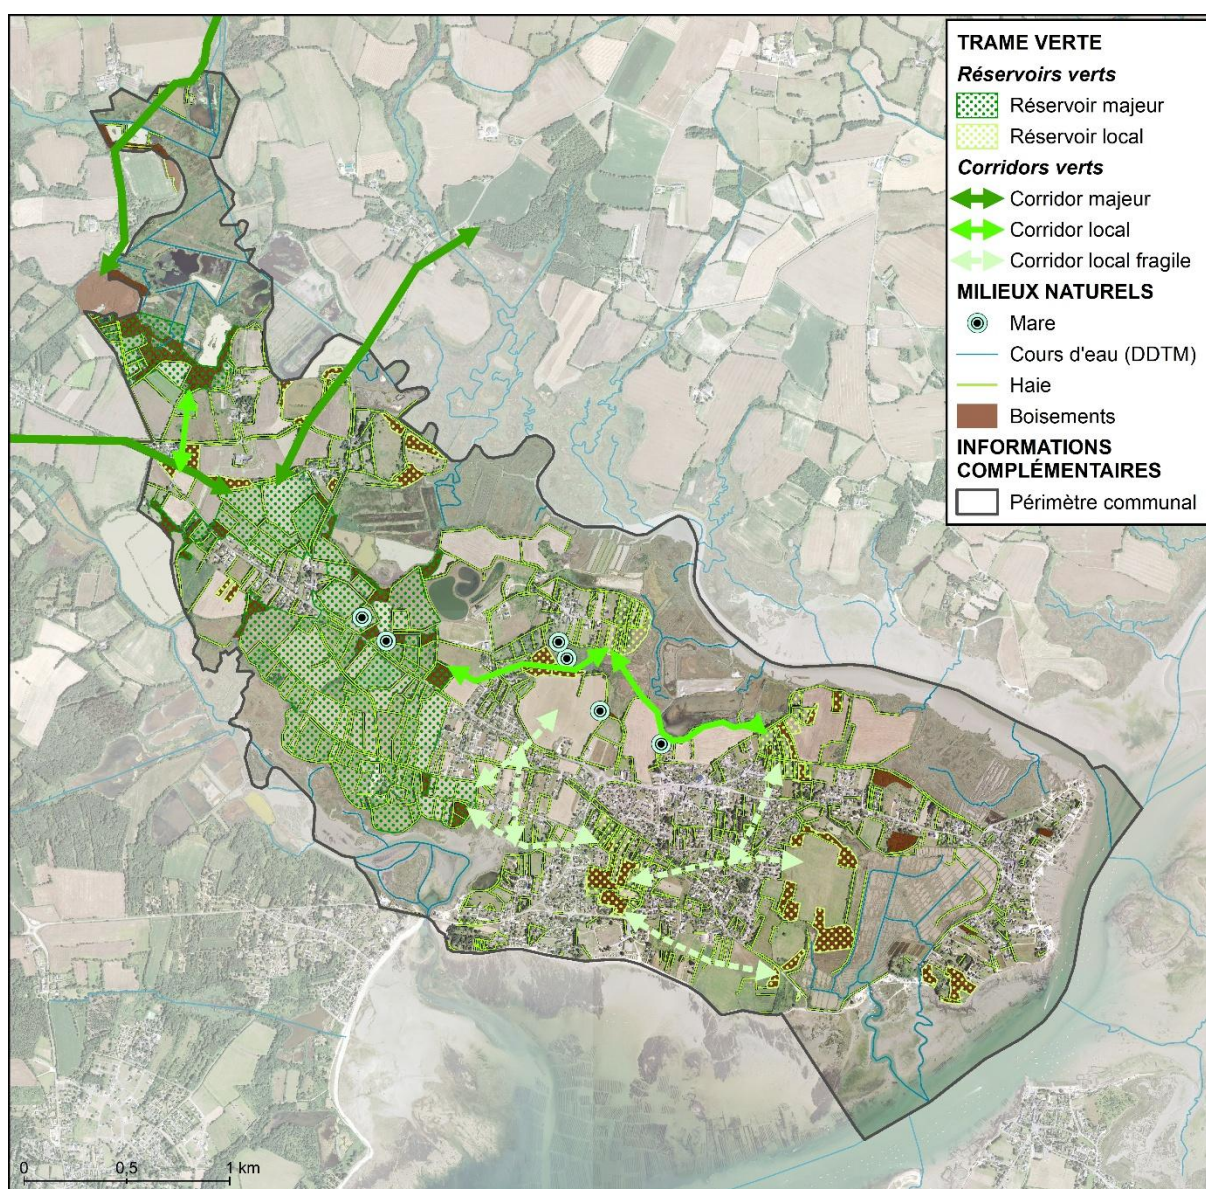 TRAME VERTE
Réservoirs verts
Réservoir majeur
Réservoir local
Corridors verts
Corridor majeur
Corridor local
Corridor local fragile
MILIEUX NATURELS
Mare
Cours d'eau (DDTM)
Haie
Boisements
INFORMATIONS
COMPLÉMENTAIRES
Périmètre communal
0 0,5 1 km